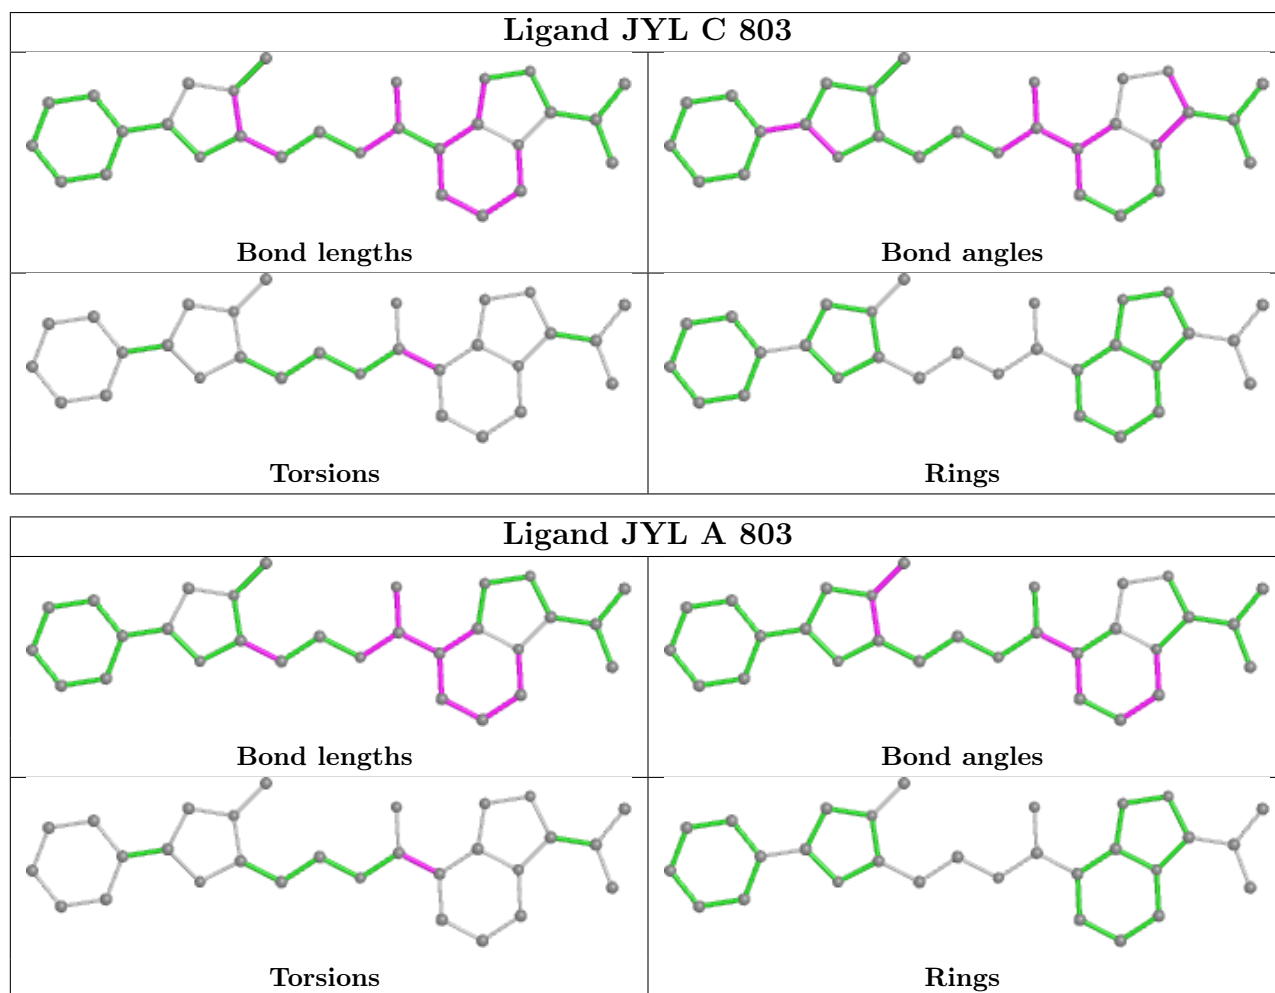 Ligand JYL C 803
Bond lengths
Bond angles
Torsions
Rings
Ligand JYL A 803
Bond lengths
Bond angles
Torsions
Rings